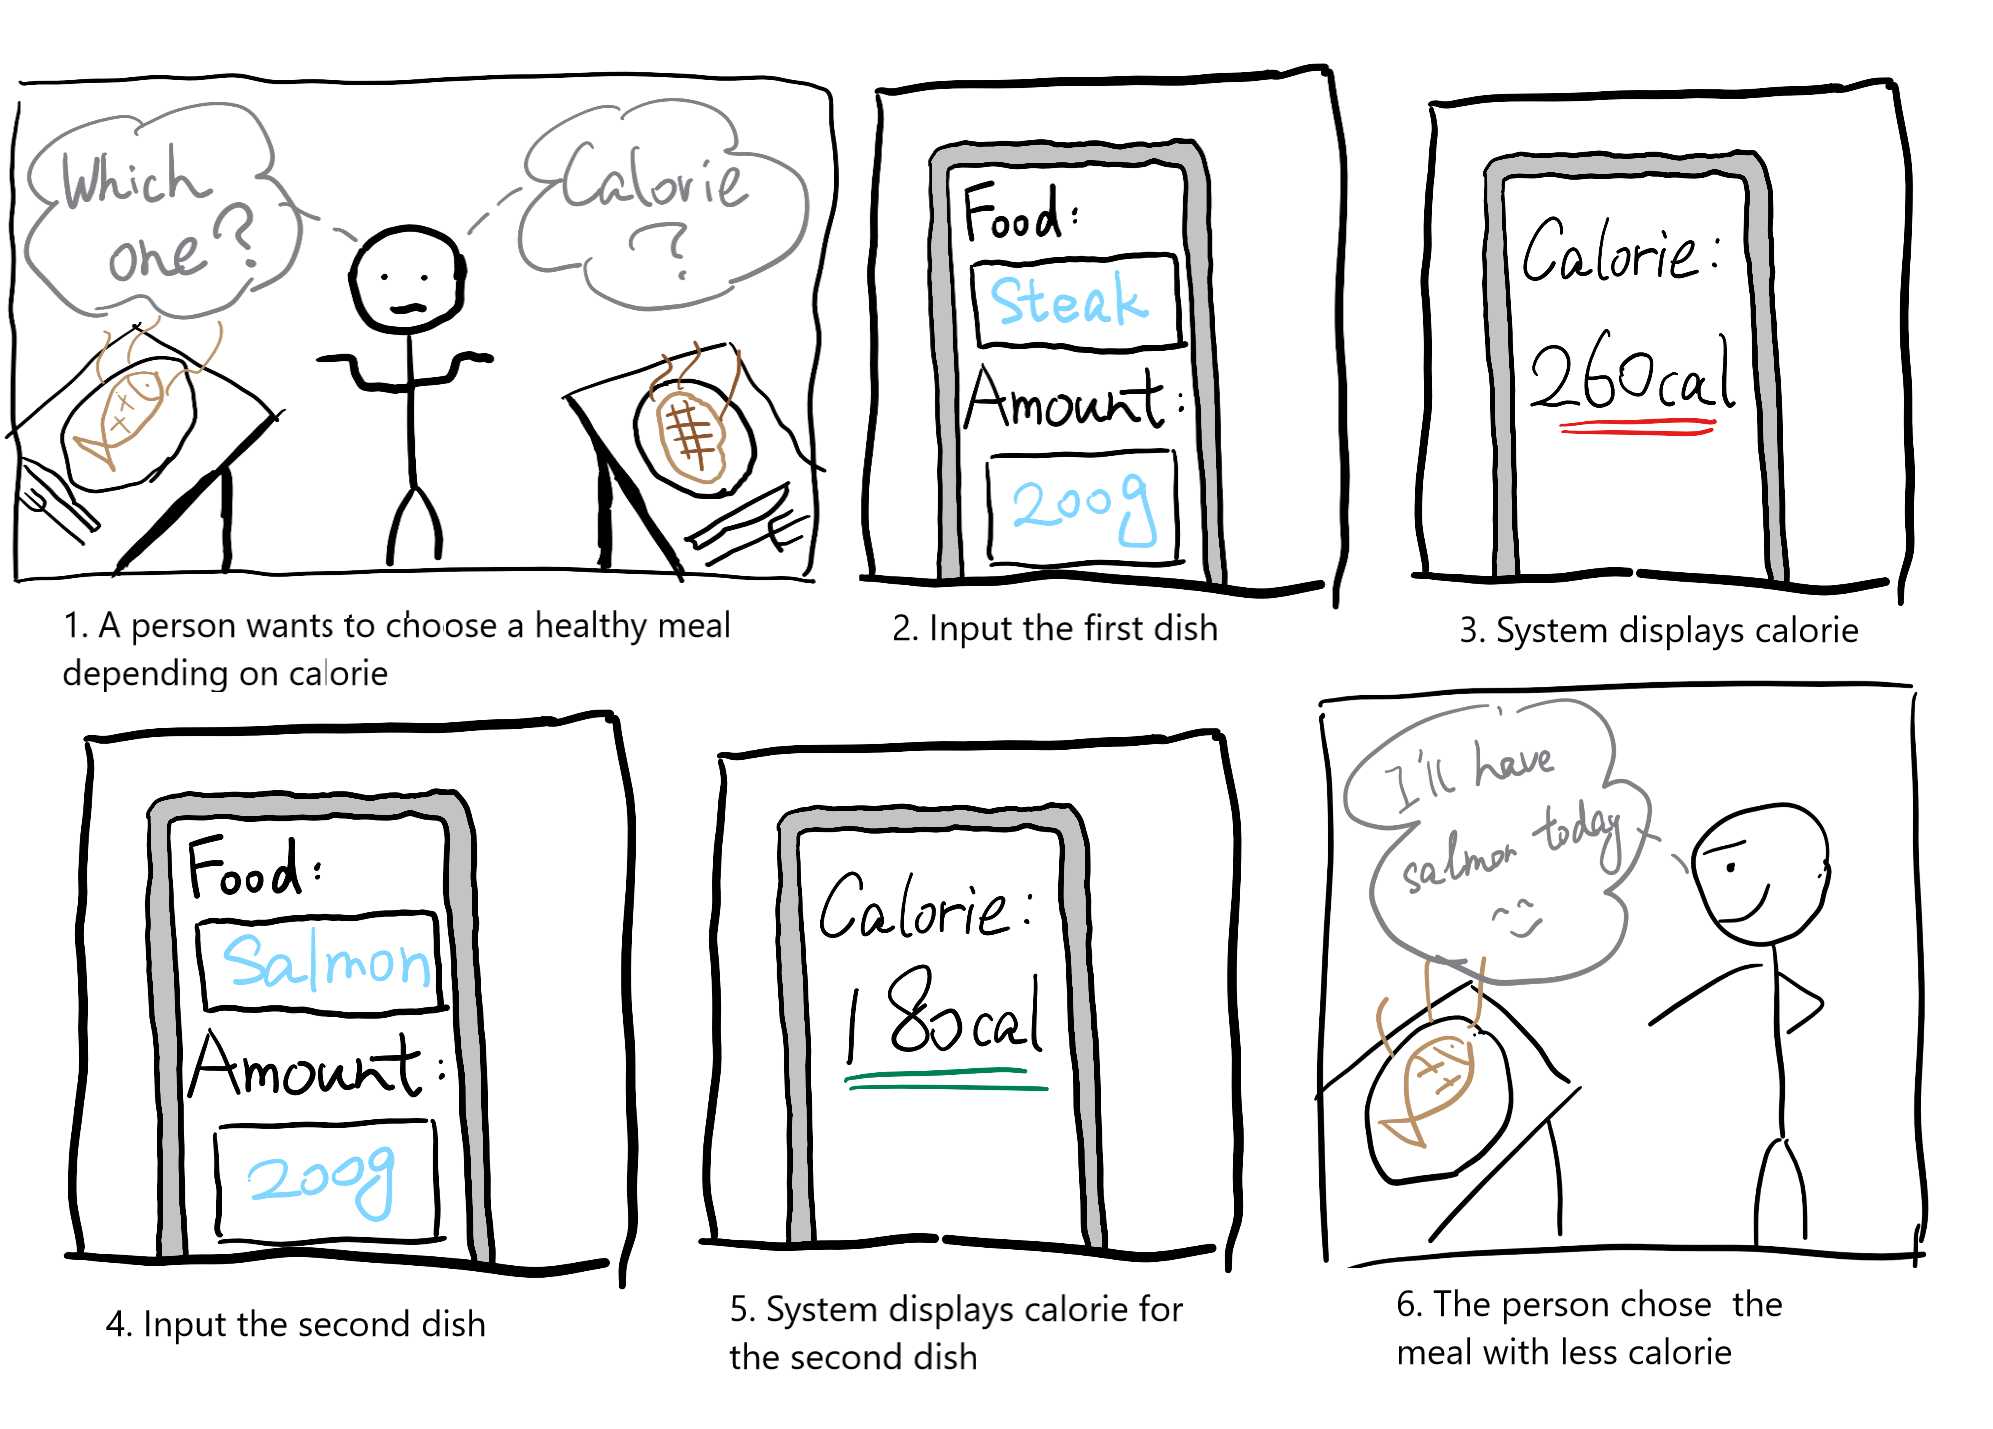 Which
one?
Calorie
?
1. A person wants to choose a healthy meal
depending on calorie
Food:
Steak
Amount:
200g
2. Input the first dish
Calorie:
260cal
3. System displays calorie
Food:
Salmon
Amount:
200g
4. Input the second dish
Calorie:
180cal
5. System displays calorie for
the second dish
I'll have
salmon today
6. The person chose  the
meal with less calorie